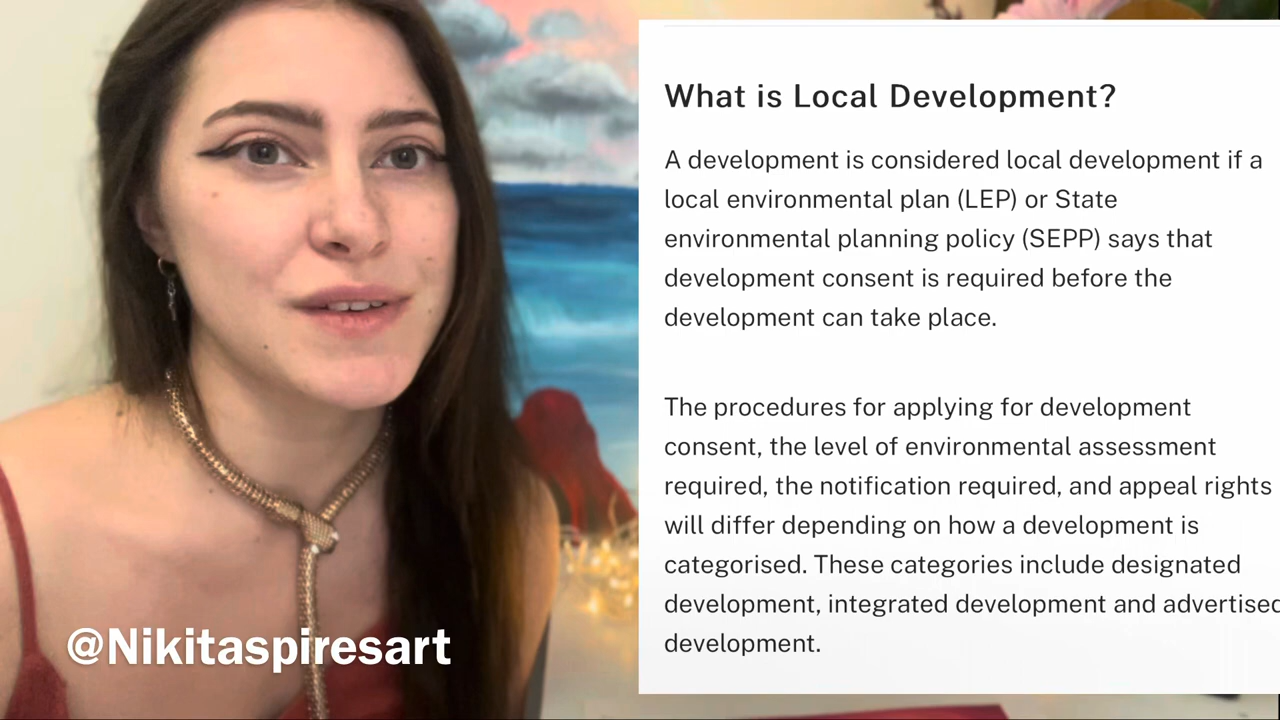 What is Local Development?
A development is considered local development if a
local environmental plan (LEP) or State
environmental planning policy (SEPP) says that
development consent is required before the
development can take place.
The procedures for applying for development
consent, the level of environmental assessment
required, the notification required, and appeal rights
will differ depending on how a development is
categorised. These categories include designated
development, integrated development and advertised
development.
@Nikitaspiresart